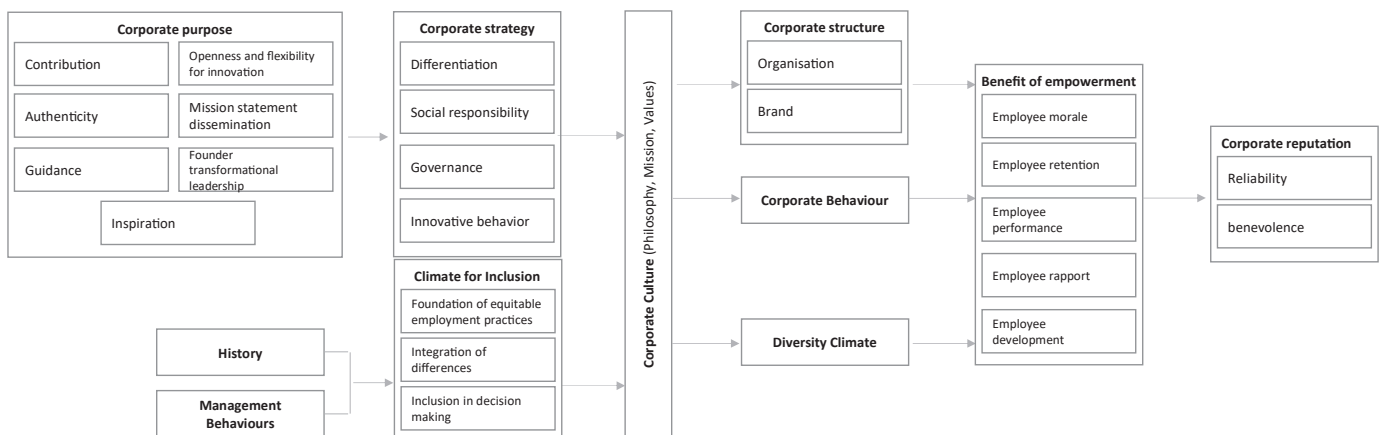 Corporate purpose
Contribution
Openness and flexibility
for innovation
Authenticity
Mission statement
dissemination
Guidance
Founder
transformational
leadership
Inspiration
Corporate strategy
Differentiation
Social responsibility
Governance
Innovative behavior
Climate for Inclusion
Foundation of equitable
employment practices
Integration of
differences
Inclusion in decision
making
History
Management
Behaviours
Corporate Culture (Philosophy, Mission, Values)
Corporate structure
Organisation
Brand
Corporate Behaviour
Diversity Climate
Benefit of empowerment
Employee morale
Employee retention
Employee
performance
Employee rapport
Employee
development
Corporate reputation
Reliability
benevolence